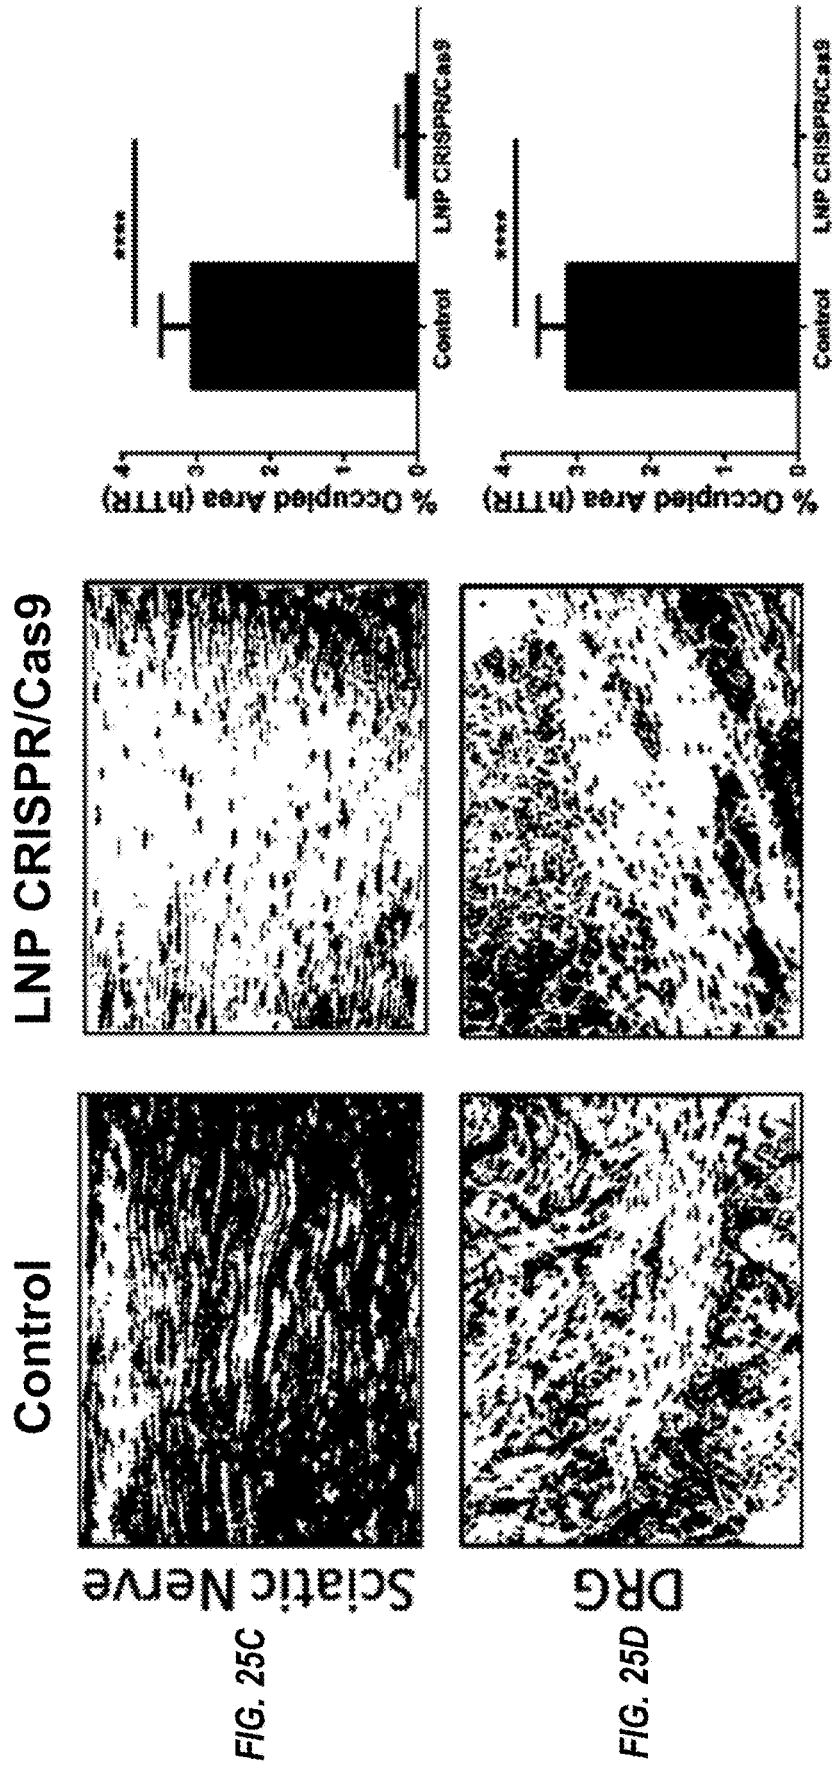 Control
LNP CRISPR/Cas9
FIG. 25C
Sciatic Nerve
% Occupied Area (hTTR)
4
3
2
1
0
****
Control
LNP CRISPR/Cas9
FIG. 25D
DRG
% Occupied Area (hTTR)
4
3
2
1
0
****
Control
LNP CRISPR/Cas9